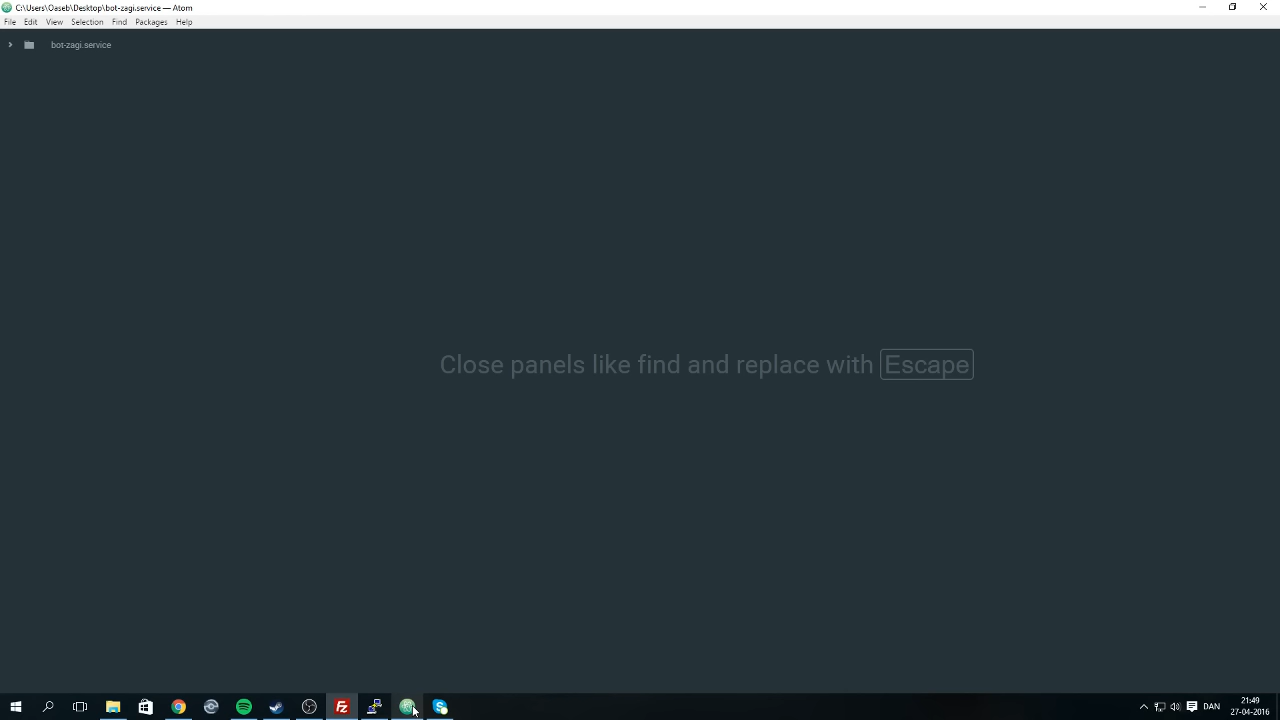 C:\Users\Oaseb\Desktop\bot-zagi.service — Atom
File Edit View Selection Find Packages Help
bot-zagi.service
Close panels like find and replace with Escape
DAN
21:49
27-04-2016